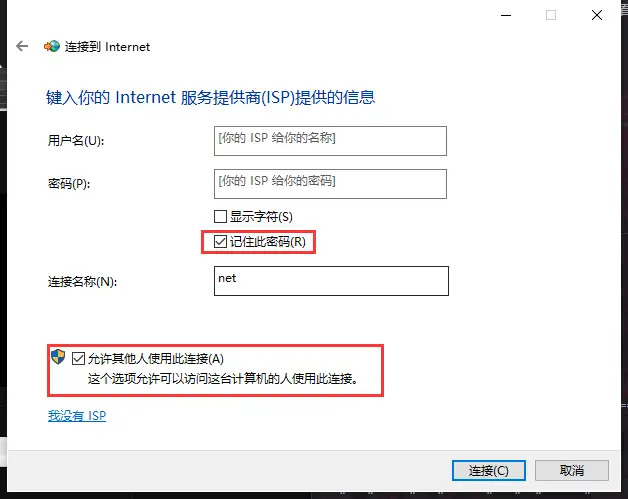 连接到 Internet
键入你的 Internet 服务提供商(ISP)提供的信息
用户名(U):
[你的 ISP 给你的名称]
密码(P):
[你的 ISP 给你的密码]
显示字符(S)
记住此密码(R)
连接名称(N):
net
允许其他人使用此连接(A)
这个选项允许可以访问这台计算机的人使用此连接。
我没有 ISP
连接(C)
取消